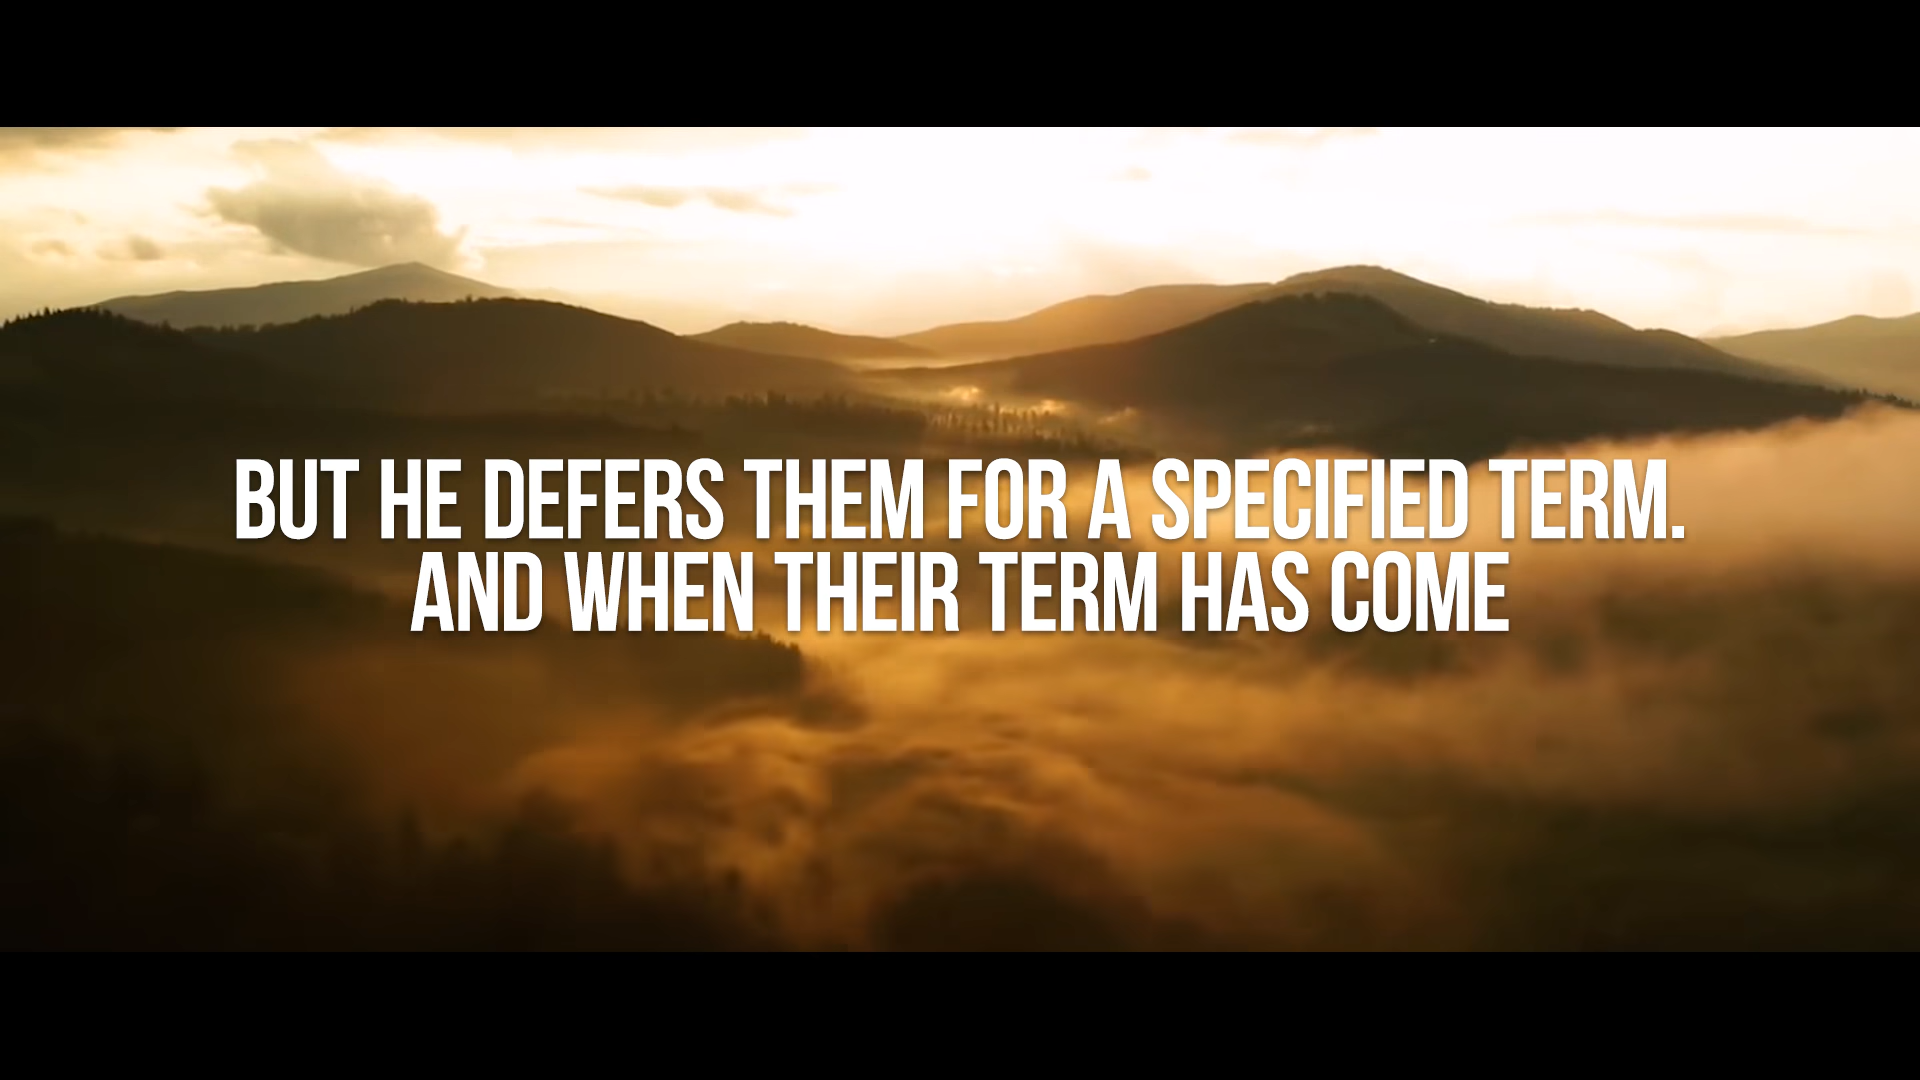 BUT HE DEFERS THEM FOR A SPECIFIED TERM.
AND WHEN THEIR TERM HAS COME